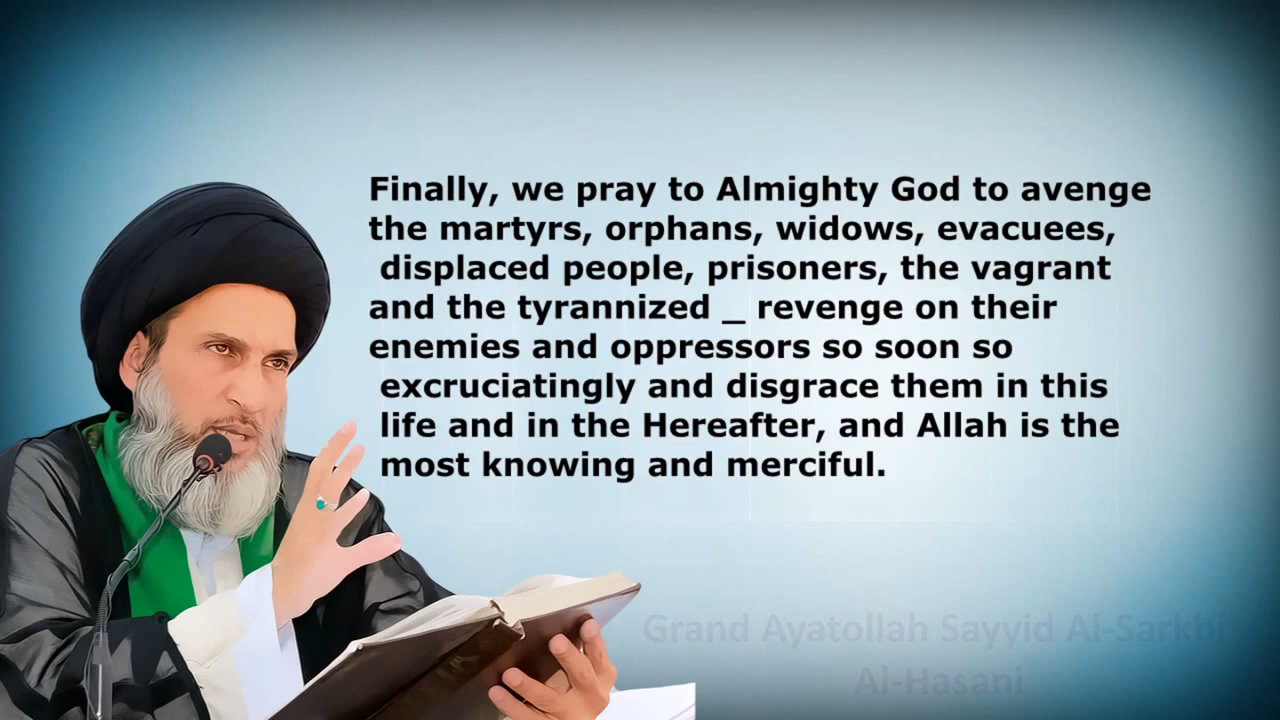 Finally, we pray to Almighty God to avenge
the martyrs, orphans, widows, evacuees,
displaced people, prisoners, the vagrant
and the tyrannized _ revenge on their
enemies and oppressors so soon so
excruciatingly and disgrace them in this
life and in the Hereafter, and Allah is the
most knowing and merciful.
Grand Ayatollah Sayyid Al-Sarkhi
Al-Hasani